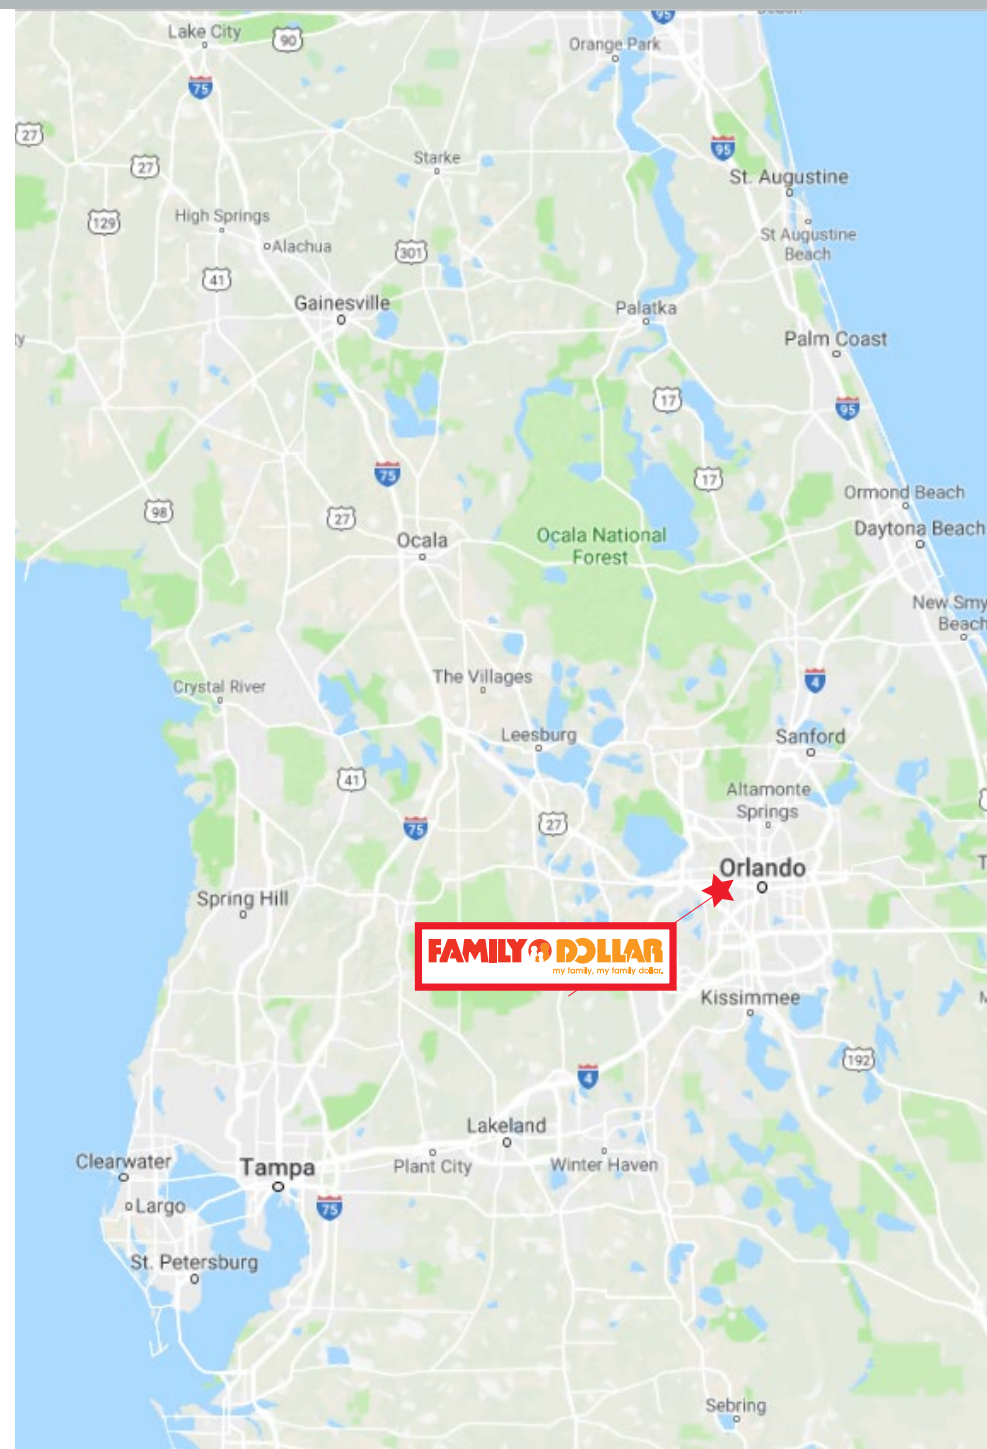 Beach
95
Lake City
90
Orange Park
75
27
95
Starke
27
St. Augustine
High Springs
129
St Augustine
Beach
Alachua
301
41
Gainesville
Palatka
ty
Palm Coast
17
95
75
17
Ormond Beach
98
27
Daytona Beach
Ocala
Ocala National
Forest
New Smy
Beach
The Villages
4
Crystal River
Leesburg
Sanford
41
Altamonte
Springs
27
75
T
Orlando
Spring Hill
FAMILY DOLLAR
my family, my family dollar.
Kissimmee
192
4
Lakeland
Clearwater
Tampa
Plant City
Winter Haven
Largo
75
St. Petersburg
Sebring